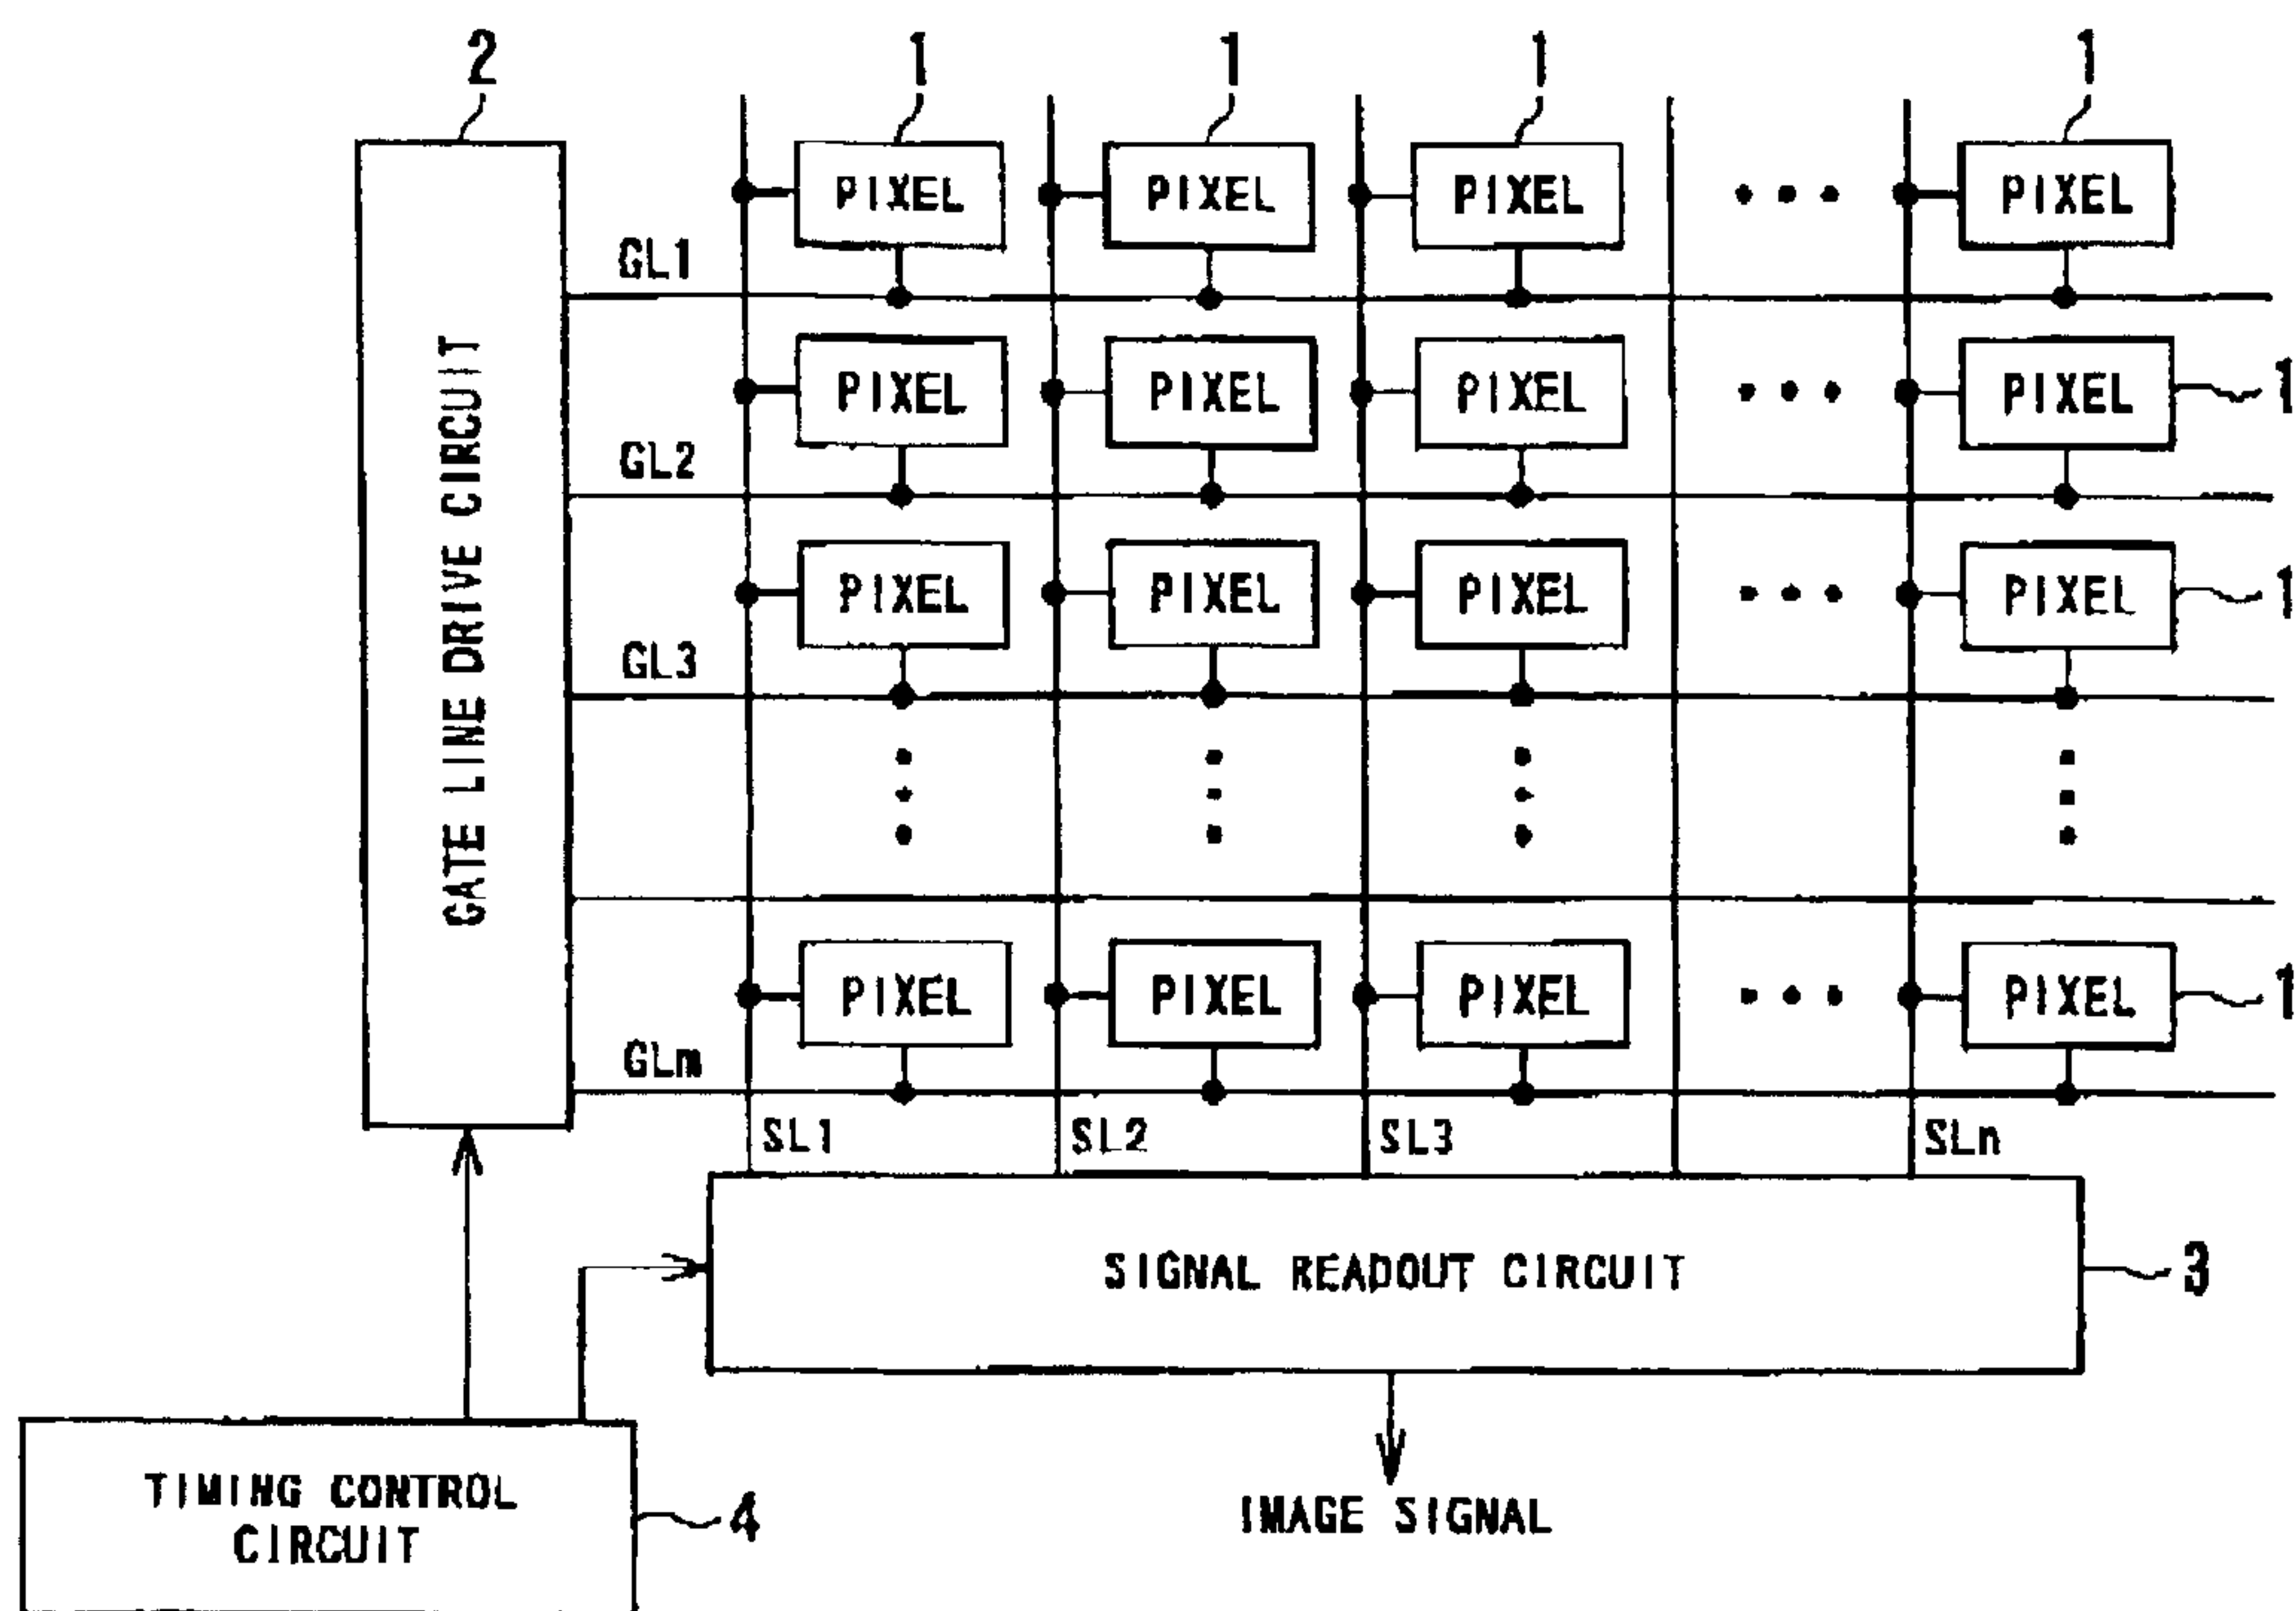 2 1 1 1 1
PIXEL PIXEL PIXEL PIXEL
GL1
PIXEL PIXEL PIXEL PIXEL 1
GL2
PIXEL PIXEL PIXEL PIXEL 1
GL3
GATE LINE DRIVE CIRCUIT
PIXEL PIXEL PIXEL PIXEL 1
GLm
SL1 SL2 SL3 SLn
SIGNAL READOUT CIRCUIT 3
TIMING CONTROL
CIRCUIT
4
IMAGE SIGNAL